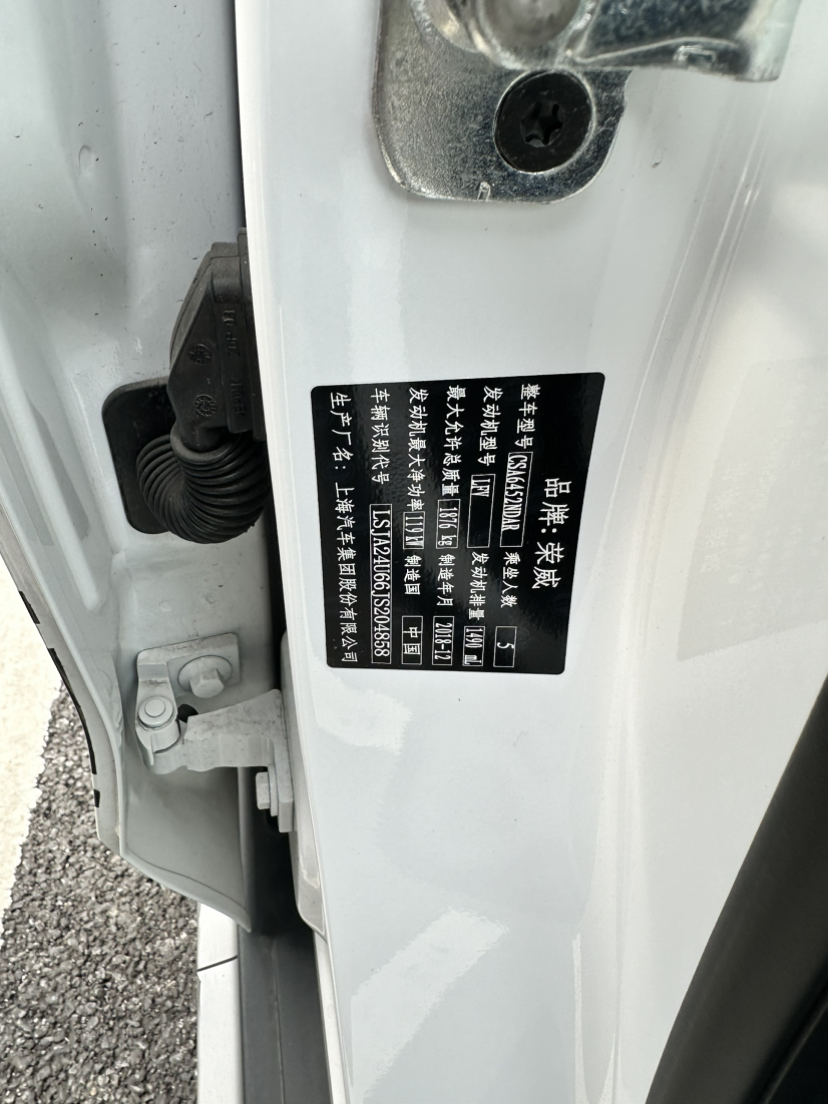 品牌: 荣威
整车型号 CSA6452NDAR 乘坐人数 5
发动机型号 LFV 发动机排量 1490 ml
最大允许总质量 1876 kg 制造年月 2018-12
发动机最大净功率 119 kW 制造国 中国
车辆识别代号 LSJA24U66JS204858
生产厂名: 上海汽车集团股份有限公司